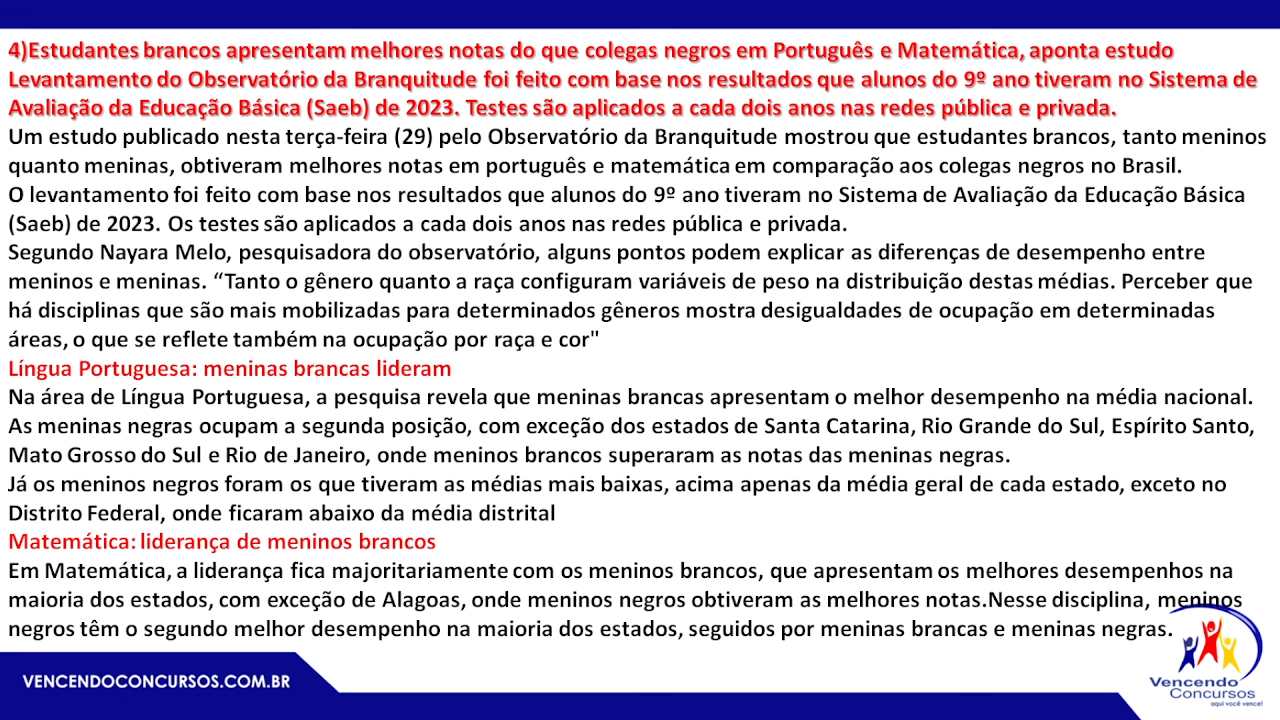 4)Estudantes brancos apresentam melhores notas do que colegas negros em Português e Matemática, aponta estudo
Levantamento do Observatório da Branquitude foi feito com base nos resultados que alunos do 9º ano tiveram no Sistema de
Avaliação da Educação Básica (Saeb) de 2023. Testes são aplicados a cada dois anos nas redes pública e privada.
Um estudo publicado nesta terça-feira (29) pelo Observatório da Branquitude mostrou que estudantes brancos, tanto meninos
quanto meninas, obtiveram melhores notas em português e matemática em comparação aos colegas negros no Brasil.
O levantamento foi feito com base nos resultados que alunos do 9º ano tiveram no Sistema de Avaliação da Educação Básica
(Saeb) de 2023. Os testes são aplicados a cada dois anos nas redes pública e privada.
Segundo Nayara Melo, pesquisadora do observatório, alguns pontos podem explicar as diferenças de desempenho entre
meninos e meninas. “Tanto o gênero quanto a raça configuram variáveis de peso na distribuição destas médias. Perceber que
há disciplinas que são mais mobilizadas para determinados gêneros mostra desigualdades de ocupação em determinadas
áreas, o que se reflete também na ocupação por raça e cor"
Língua Portuguesa: meninas brancas lideram
Na área de Língua Portuguesa, a pesquisa revela que meninas brancas apresentam o melhor desempenho na média nacional.
As meninas negras ocupam a segunda posição, com exceção dos estados de Santa Catarina, Rio Grande do Sul, Espírito Santo,
Mato Grosso do Sul e Rio de Janeiro, onde meninos brancos superaram as notas das meninas negras.
Já os meninos negros foram os que tiveram as médias mais baixas, acima apenas da média geral de cada estado, exceto no
Distrito Federal, onde ficaram abaixo da média distrital
Matemática: liderança de meninos brancos
Em Matemática, a liderança fica majoritariamente com os meninos brancos, que apresentam os melhores desempenhos na
maioria dos estados, com exceção de Alagoas, onde meninos negros obtiveram as melhores notas.Nesse disciplina, meninos
negros têm o segundo melhor desempenho na maioria dos estados, seguidos por meninas brancas e meninas negras.
VENCENDOCONCURSOS.COM.BR
Vencendo
Concursos
aqui você vence!